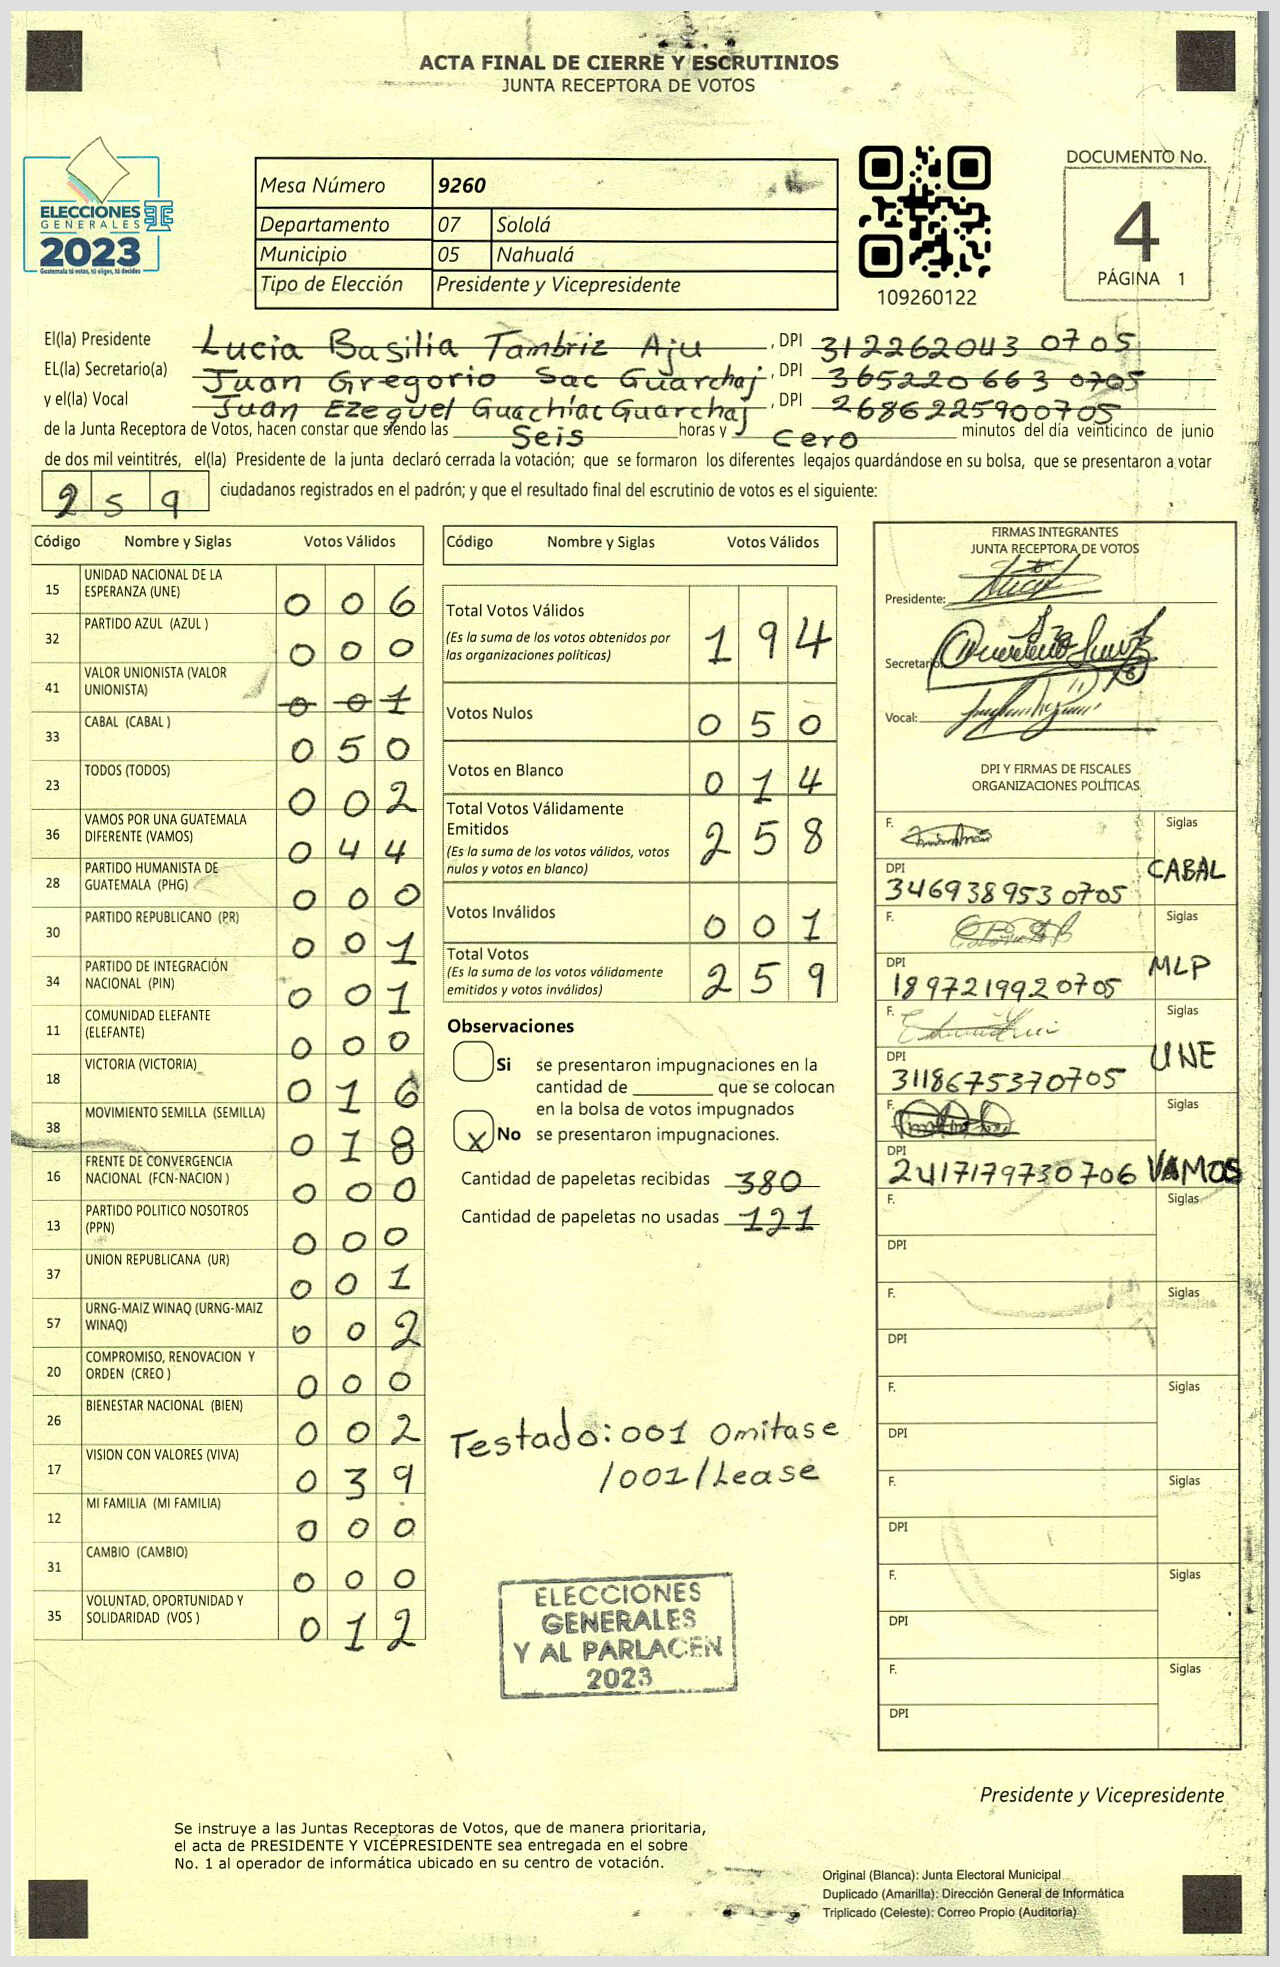 ACTA FINAL DE CIERRE Y ESCRUTINIOS
JUNTA RECEPTORA DE VOTOS
ELECCIONES
GENERALES
2023
Guatemala tú votas, tú eliges, tú decides
Mesa Número 9260
Departamento 07 Sololá
Municipio 05 Nahualá
Tipo de Elección Presidente y Vicepresidente
109260122
DOCUMENTO No.
4
PÁGINA 1
El(la) Presidente Lucia Basilia Tambriz Aju , DPI 312262043 0705
EL(la) Secretario(a) Juan Gregorio Sac Guarchaj , DPI 365220663 0705
y el(la) Vocal Juan Ezequel Guachiac Guarchaj , DPI 2686225900705
de la Junta Receptora de Votos, hacen constar que siendo las Seis horas y Cero minutos del día veinticinco de junio
de dos mil veintitrés, el(la) Presidente de la junta declaró cerrada la votación; que se formaron los diferentes legajos guardándose en su bolsa, que se presentaron a votar
259 ciudadanos registrados en el padrón; y que el resultado final del escrutinio de votos es el siguiente:
Código Nombre y Siglas Votos Válidos
15 UNIDAD NACIONAL DE LA
ESPERANZA (UNE) 0 0 6
32 PARTIDO AZUL (AZUL ) 0 0 0
41 VALOR UNIONISTA (VALOR
UNIONISTA) 0 0 1
33 CABAL (CABAL ) 0 5 0
23 TODOS (TODOS) 0 0 2
36 VAMOS POR UNA GUATEMALA
DIFERENTE (VAMOS) 0 4 4
28 PARTIDO HUMANISTA DE
GUATEMALA (PHG) 0 0 0
30 PARTIDO REPUBLICANO (PR) 0 0 1
34 PARTIDO DE INTEGRACIÓN
NACIONAL (PIN) 0 0 1
11 COMUNIDAD ELEFANTE
(ELEFANTE) 0 0 0
18 VICTORIA (VICTORIA) 0 1 6
38 MOVIMIENTO SEMILLA (SEMILLA) 0 1 8
16 FRENTE DE CONVERGENCIA
NACIONAL (FCN-NACION ) 0 0 0
13 PARTIDO POLITICO NOSOTROS
(PPN) 0 0 0
37 UNION REPUBLICANA (UR) 0 0 1
57 URNG-MAIZ WINAQ (URNG-MAIZ
WINAQ) 0 0 2
20 COMPROMISO, RENOVACION Y
ORDEN (CREO ) 0 0 0
26 BIENESTAR NACIONAL (BIEN) 0 0 2
17 VISION CON VALORES (VIVA) 0 3 9
12 MI FAMILIA (MI FAMILIA) 0 0 0
31 CAMBIO (CAMBIO) 0 0 0
35 VOLUNTAD, OPORTUNIDAD Y
SOLIDARIDAD (VOS ) 0 1 2
Código Nombre y Siglas Votos Válidos
Total Votos Válidos 1 9 4
(Es la suma de los votos obtenidos por
las organizaciones políticas)
Votos Nulos 0 5 0
Votos en Blanco 0 1 4
Total Votos Válidamente
Emitidos 2 5 8
(Es la suma de los votos válidos, votos
nulos y votos en blanco)
Votos Inválidos 0 0 1
Total Votos 2 5 9
(Es la suma de los votos válidamente
emitidos y votos inválidos)
Observaciones
Si se presentaron impugnaciones en la
cantidad de ________ que se colocan
en la bolsa de votos impugnados
X No se presentaron impugnaciones.
Cantidad de papeletas recibidas 380
Cantidad de papeletas no usadas 121
Testado: 001 Omitase
/001/Lease
ELECCIONES
GENERALES
Y AL PARLACEN
2023
FIRMAS INTEGRANTES
JUNTA RECEPTORA DE VOTOS
Presidente:
Secretario:
Vocal:
DPI Y FIRMAS DE FISCALES
ORGANIZACIONES POLÍTICAS
F. Siglas
DPI CABAL
346938953 0705
F. Siglas
DPI MLP
189721992 0705
F. Siglas
DPI UNE
3118675370705
F. Siglas
DPI
2417179730706 VAMOS
F. Siglas
DPI
F. Siglas
DPI
F. Siglas
DPI
F. Siglas
DPI
F. Siglas
DPI
F. Siglas
DPI
Presidente y Vicepresidente
Se instruye a las Juntas Receptoras de Votos, que de manera prioritaria,
el acta de PRESIDENTE Y VICEPRESIDENTE sea entregada en el sobre
No. 1 al operador de informática ubicado en su centro de votación.
Original (Blanca): Junta Electoral Municipal
Duplicado (Amarilla): Dirección General de Informática
Triplicado (Celeste): Correo Propio (Auditoría)